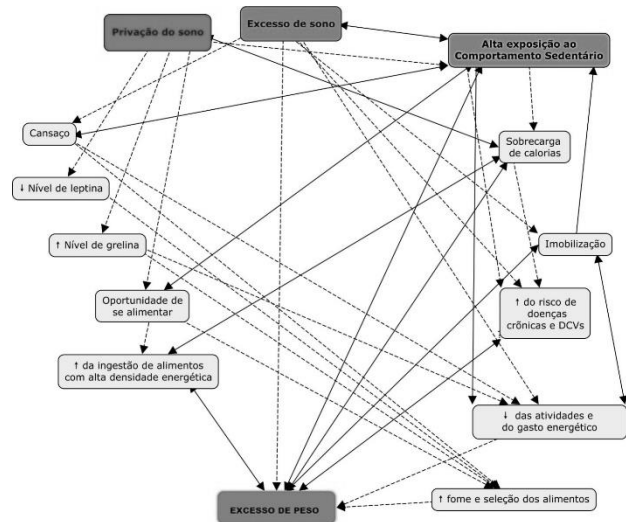 Privação do sono
Excesso de sono
Alta exposição ao
Comportamento Sedentário
Cansaço
Sobrecarga
de calorias
↓ Nível de leptina
↑ Nível de grelina
Imobilização
Oportunidade de
se alimentar
↑ do risco de
doenças
crônicas e DCVs
↑ da ingestão de alimentos
com alta densidade energética
↓ das atividades e
do gasto energético
EXCESSO DE PESO
↑ fome e seleção dos alimentos